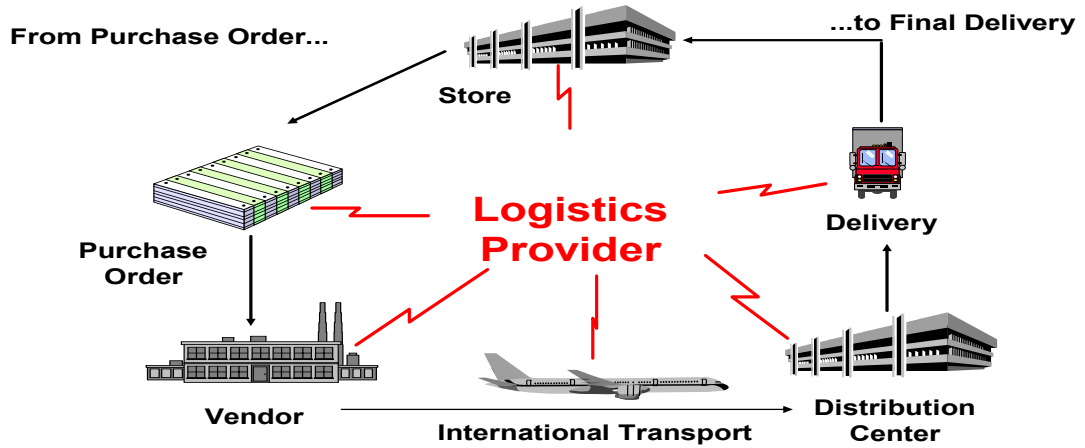 From Purchase Order...
...to Final Delivery
Store
Logistics
Provider
Purchase
Order
Delivery
Vendor
International Transport
Distribution
Center